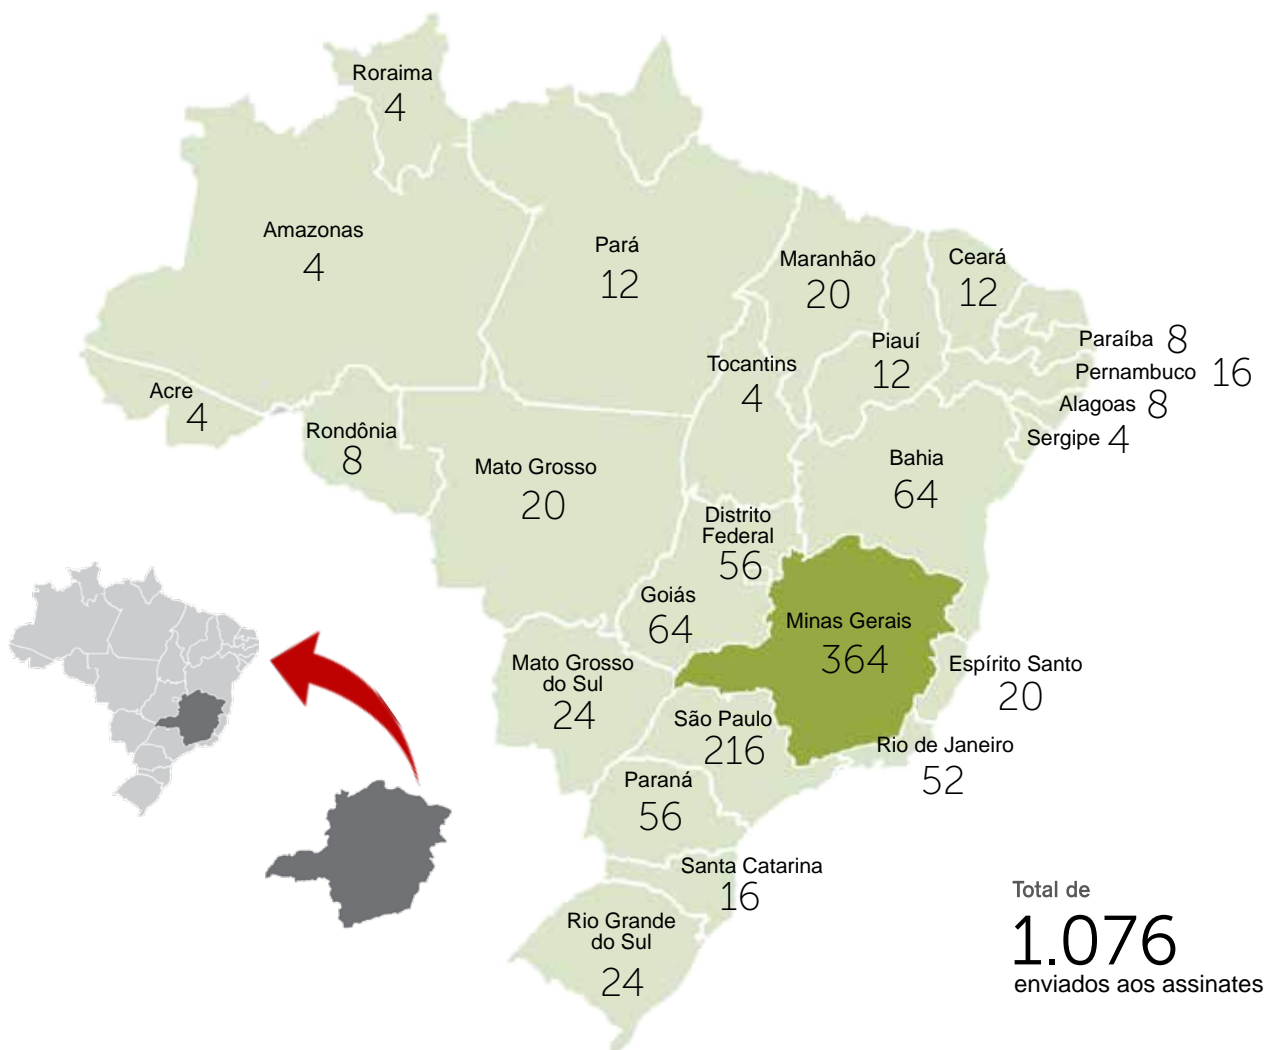 Roraima
4
Amazonas
4
Pará
12
Maranhão
20
Ceará
12
Piauí
12
Paraíba 8
Pernambuco 16
Alagoas 8
Sergipe 4
Tocantins
4
Acre
4
Rondônia
8
Mato Grosso
20
Bahia
64
Distrito
Federal
56
Goiás
64
Minas Gerais
364
Espírito Santo
20
Mato Grosso
do Sul
24
São Paulo
216
Rio de Janeiro
52
Paraná
56
Santa Catarina
16
Rio Grande
do Sul
24
Total de
1.076
enviados aos assinates